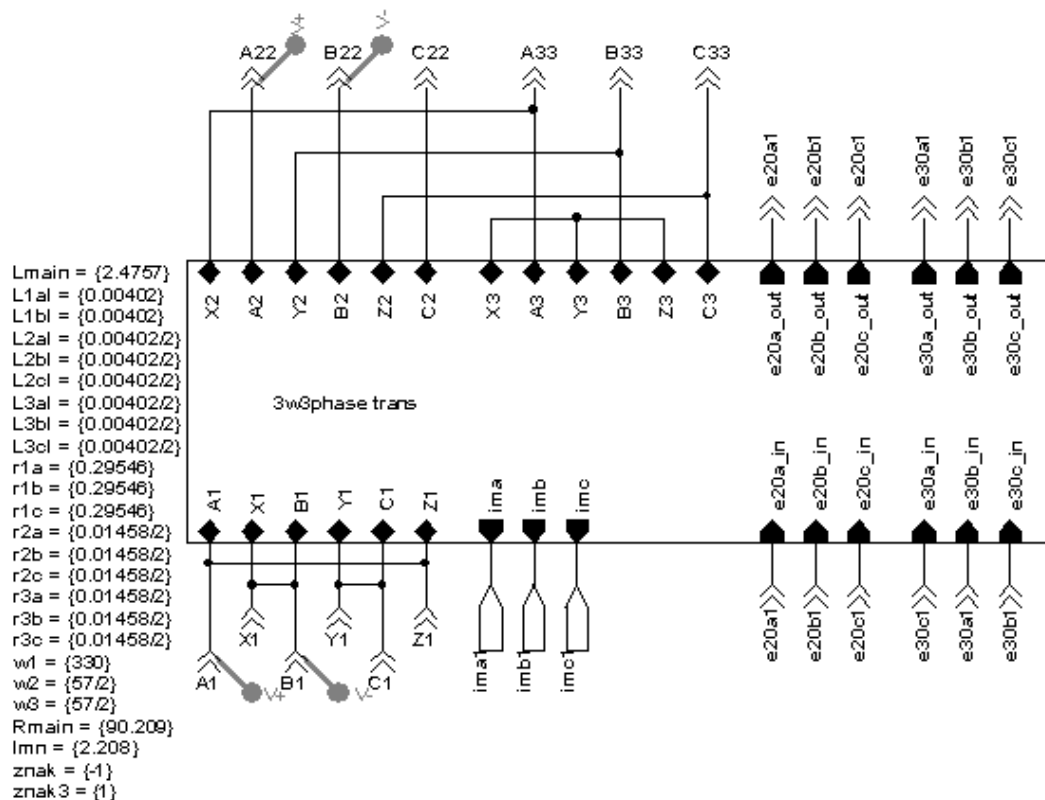 V+ V-
A22 B22 C22 A33 B33 C33
e20a1 e20b1 e20c1 e30a1 e30b1 e30c1
X2 A2 Y2 B2 Z2 C2 X3 A3 Y3 B3 Z3 C3
e20a_out e20b_out e20c_out e30a_out e30b_out e30c_out
3w3phase trans
Lmain = {2.4757}
L1al = {0.00402}
L1bl = {0.00402}
L2al = {0.00402/2}
L2bl = {0.00402/2}
L2cl = {0.00402/2}
L3al = {0.00402/2}
L3bl = {0.00402/2}
L3cl = {0.00402/2}
r1a = {0.29546}
r1b = {0.29546}
r1c = {0.29546}
r2a = {0.01458/2}
r2b = {0.01458/2}
r2c = {0.01458/2}
r3a = {0.01458/2}
r3b = {0.01458/2}
r3c = {0.01458/2}
w1 = {330}
w2 = {57/2}
w3 = {57/2}
Rmain = {90.209}
Imn = {2.208}
znak = {-1}
znak3 = {1}
A1 X1 B1 Y1 C1 Z1 ima imb imc
e20a_in e20b_in e20c_in e30a_in e30b_in e30c_in
X1 Y1 Z1
A1 V+ B1 V- C1
ima1 imb1 imc1
e20a1 e20b1 e20c1 e30c1 e30a1 e30b1